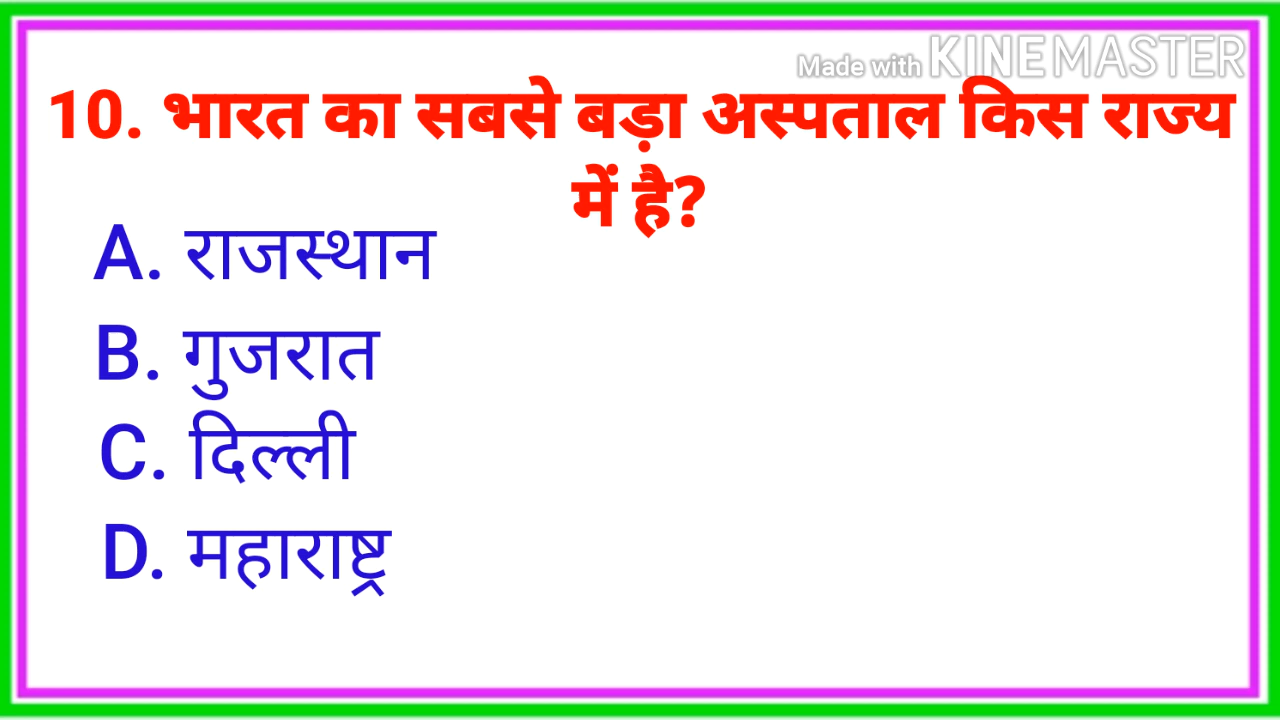 Made with KINEMASTER
10. भारत का सबसे बड़ा अस्पताल किस राज्य
में है?
A. राजस्थान
B. गुजरात
C. दिल्ली
D. महाराष्ट्र